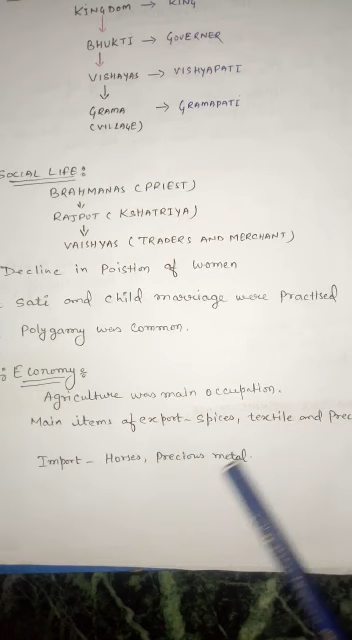 KINGDOM → KING
BHUKTI → GOVERNER
VISHAYAS → VISHYAPATI
GRAMA → GRAMAPATI
(VILLAGE)
SOCIAL LIFE:
BRAHMANAS (PRIEST)
RAJPUT (KSHATRIYA)
VAISHYAS (TRADERS AND MERCHANT)
Decline in Poistion of women
Sati and child marriage were Practised
Polygamy was common.
Economy:
Agriculture was main occupation.
Main items of export- Spices, textile and Prec
Import - Horses, Precious metal.